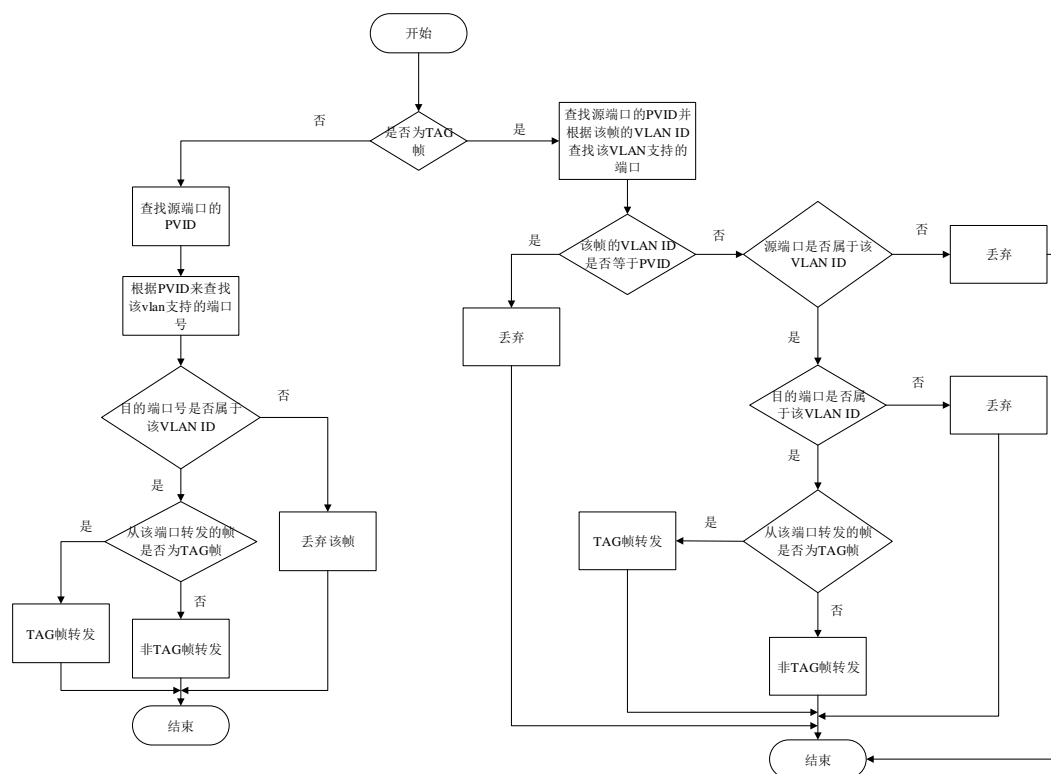 开始
是否为TAG
帧
否
是
查找源端口的PVID并
根据该帧的VLAN ID
查找该VLAN支持的
端口
查找源端口的
PVID
根据PVID来查找
该vlan支持的端口
号
目的端口号是否属于
该VLAN ID
否
是
从该端口转发的帧
是否为TAG帧
是
否
丢弃该帧
TAG帧转发
非TAG帧转发
结束
该帧的VLAN ID
是否等于PVID
是
否
丢弃
源端口是否属于该
VLAN ID
否
丢弃
是
目的端口是否属
于该VLAN ID
否
丢弃
是
从该端口转发的帧
是否为TAG帧
是
TAG帧转发
否
非TAG帧转发
结束